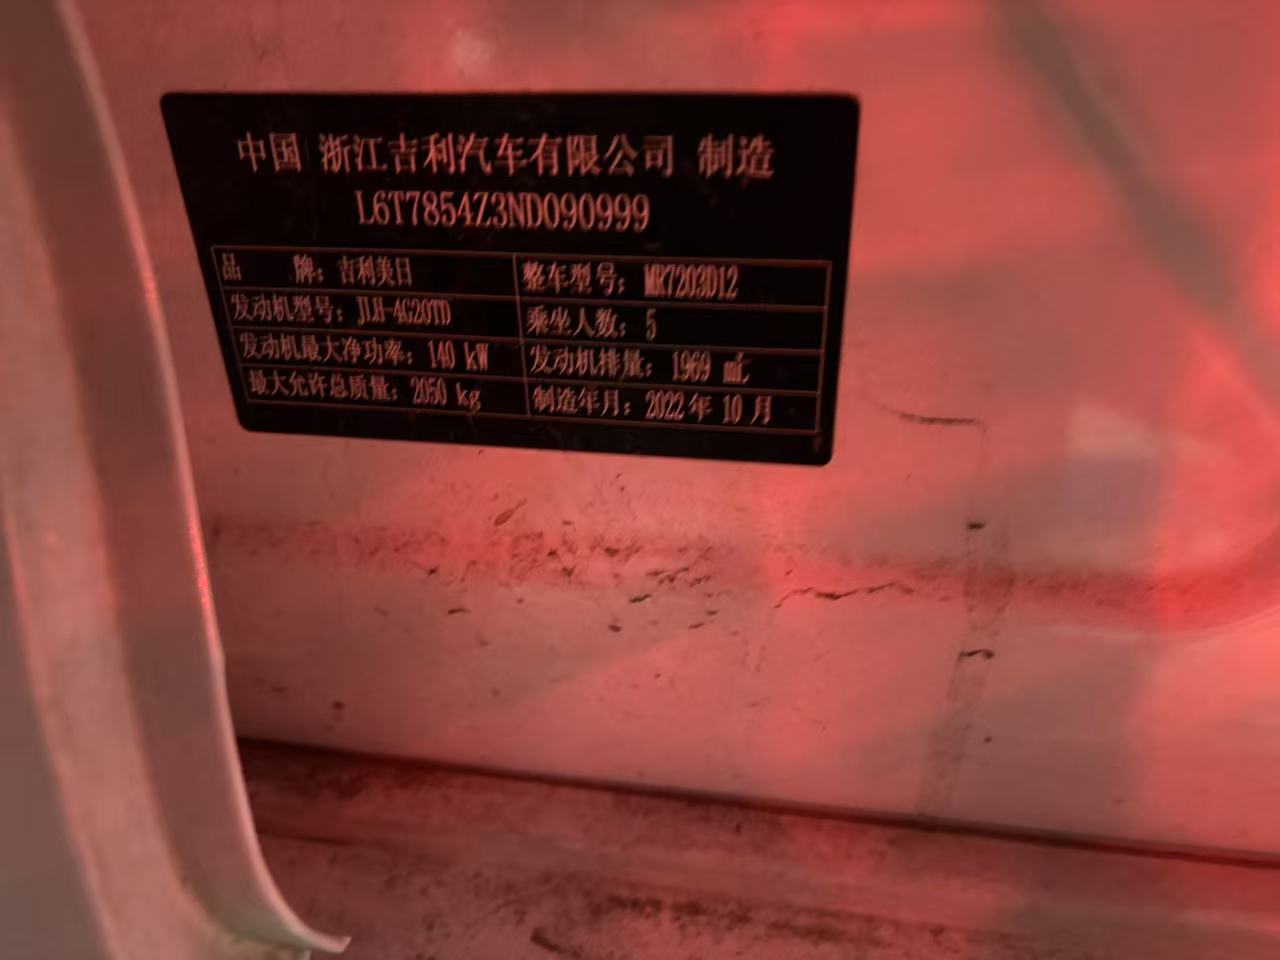 中国 浙江吉利汽车有限公司 制造
L6T7854Z3ND090999
品 牌：吉利美日 整车型号：MR7203D12
发动机型号：JLH-4G20TD 乘坐人数：5
发动机最大净功率：140 kW 发动机排量：1969 mL
最大允许总质量：2050 kg 制造年月：2022年10月